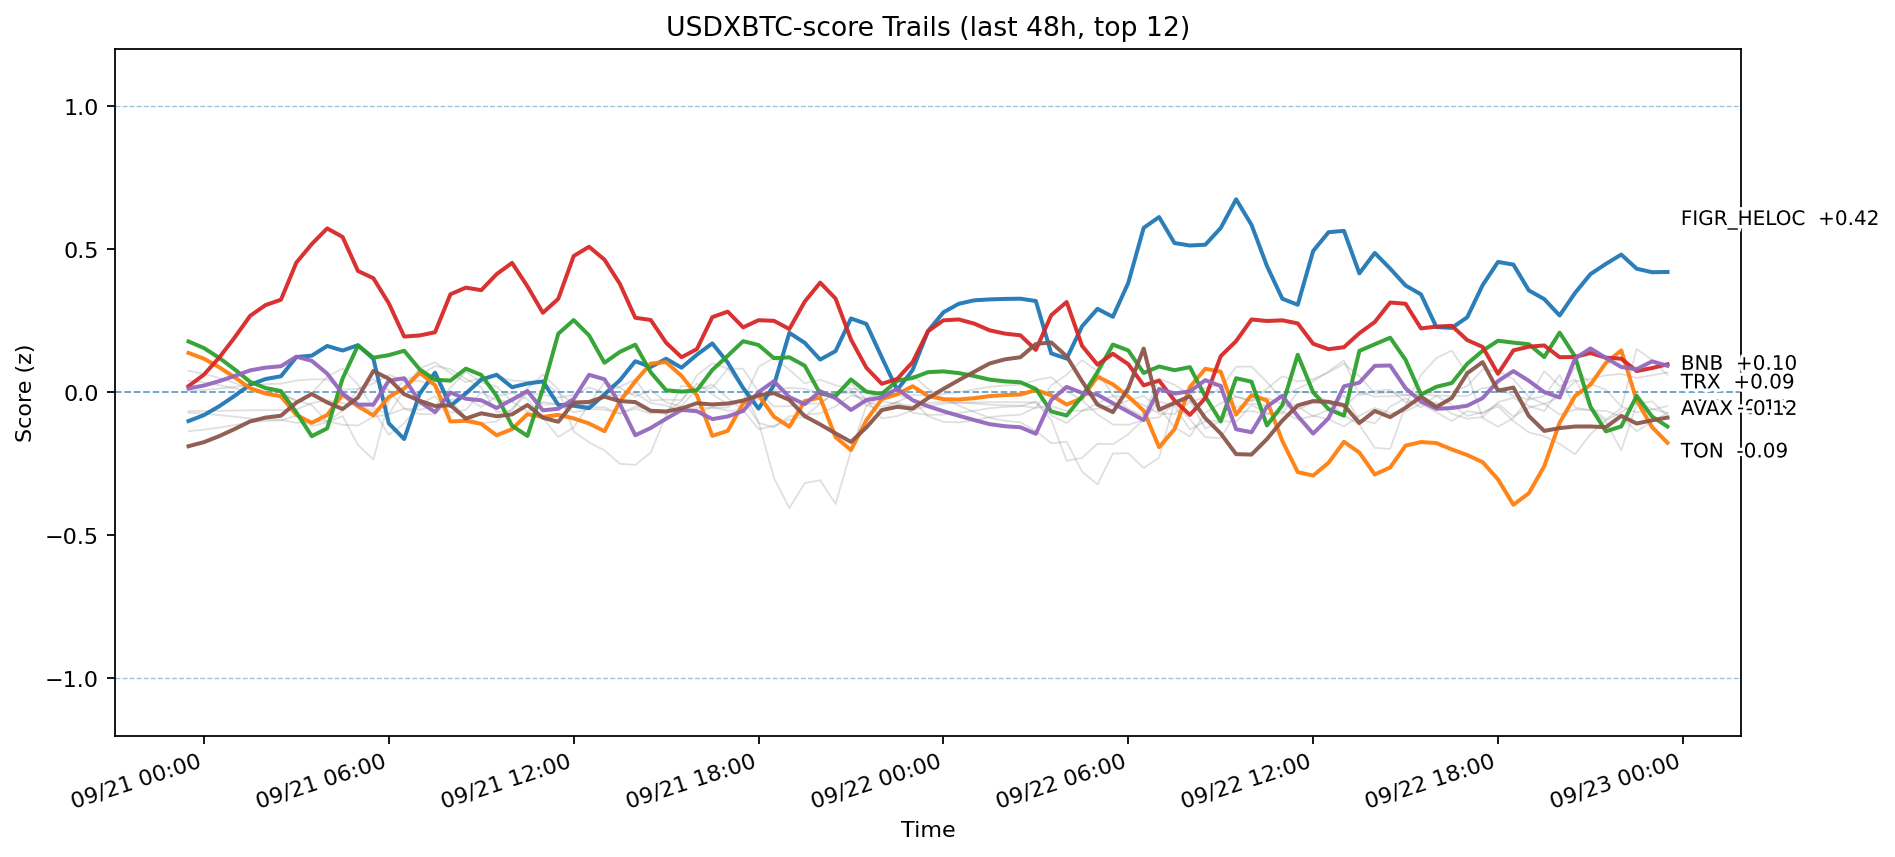 USDXBTC-score Trails (last 48h, top 12)
Score (z)
1.0
0.5
0.0
−0.5
−1.0
FIGR_HELOC +0.42
BNB +0.10
TRX +0.09
AVAX
TON -0.09
09/21 00:00
09/21 06:00
09/21 12:00
09/21 18:00
09/22 00:00
09/22 06:00
09/22 12:00
09/22 18:00
09/23 00:00
Time